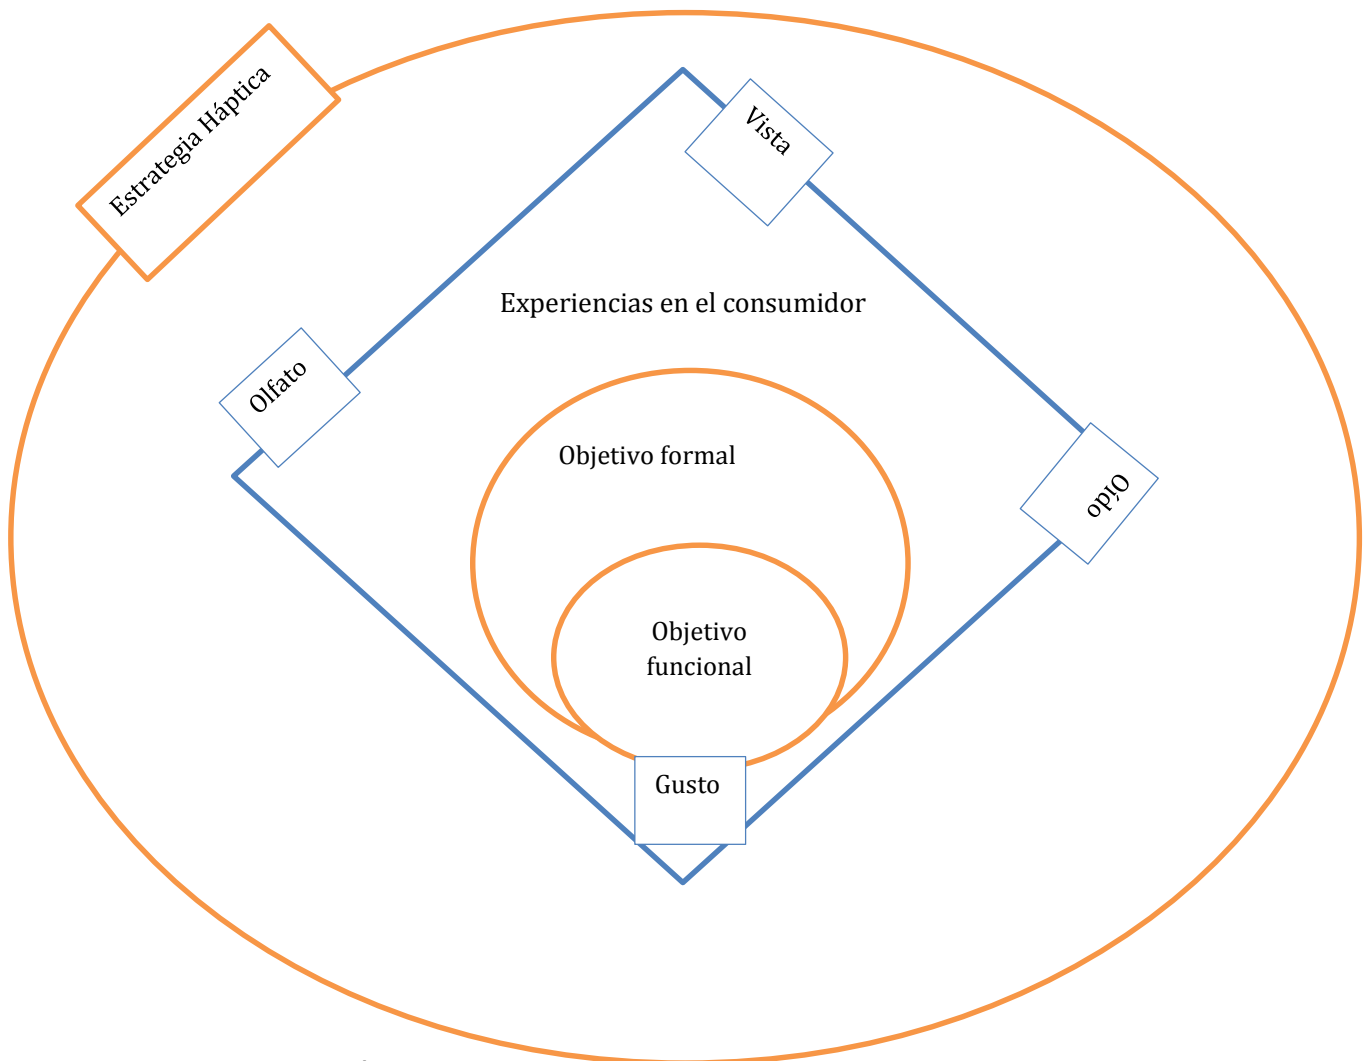 Estrategia Háptica
Vista
Experiencias en el consumidor
Olfato
Objetivo formal
Oído
Objetivo
funcional
Gusto